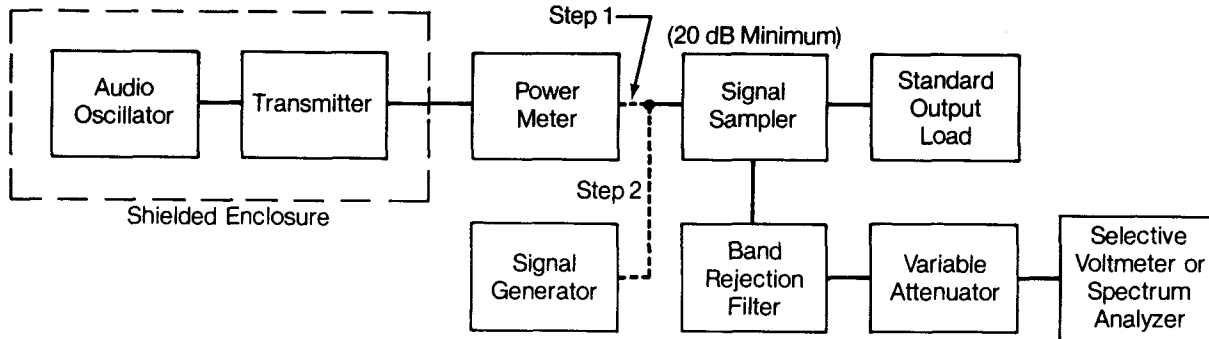 Step 1
(20 dB Minimum)
Audio
Oscillator
Transmitter
Power
Meter
Signal
Sampler
Standard
Output
Load
Shielded Enclosure
Step 2
Signal
Generator
Band
Rejection
Filter
Variable
Attenuator
Selective
Voltmeter or
Spectrum
Analyzer